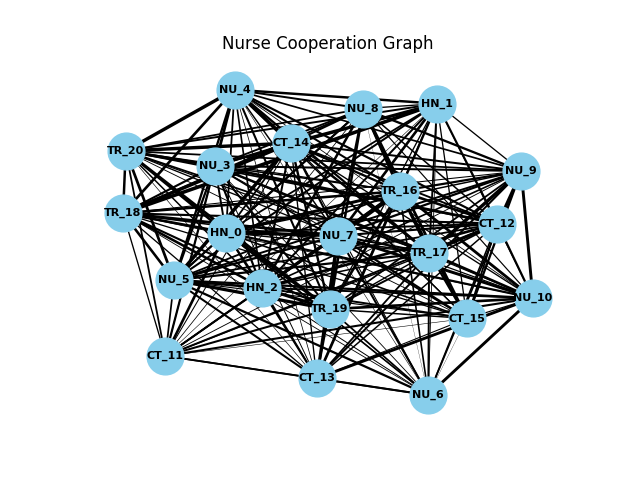 Nurse Cooperation Graph
NU_4
HN_1
NU_8
CT_14
TR_20
NU_3
NU_9
TR_16
TR_18
CT_12
HN_0
NU_7
TR_17
NU_5
HN_2
NU_10
TR_19
CT_15
CT_11
CT_13
NU_6